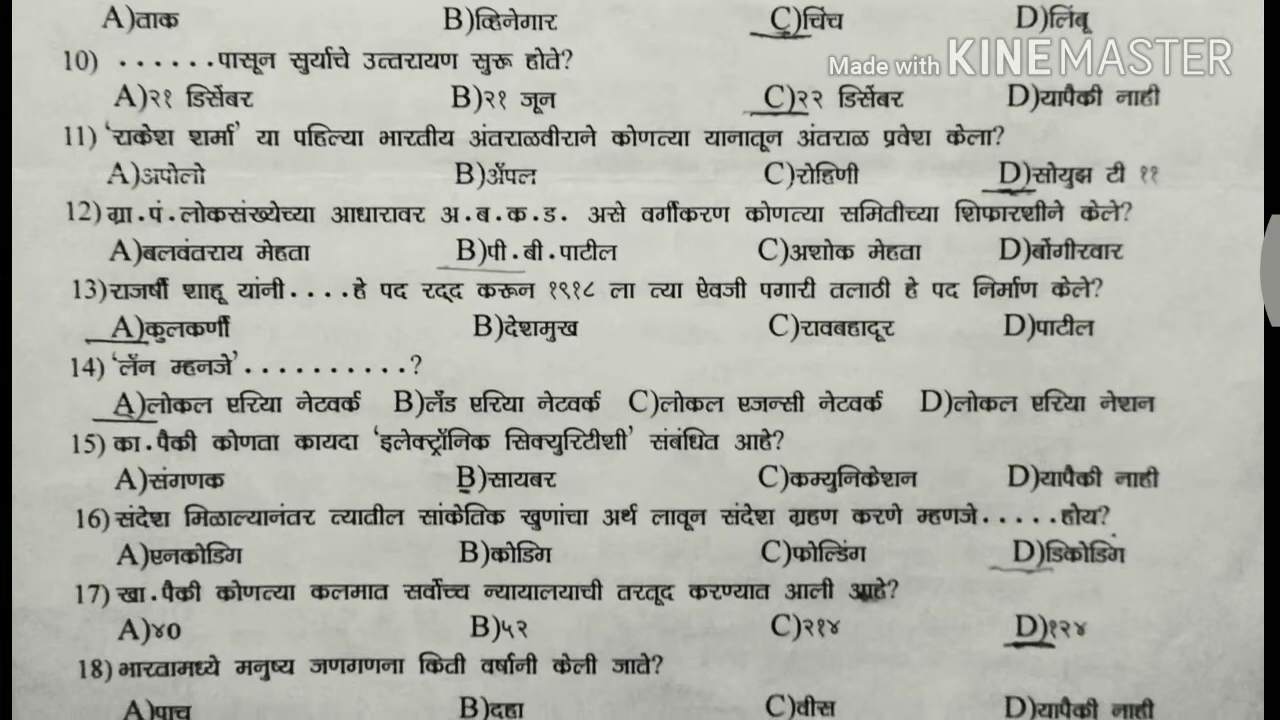 A)ताक B)व्हिनेगार C)चिंच D)लिंबू
Made with KINEMASTER
10) ......पासून सुर्याचे उत्तरायण सुरू होते?
A)२१ डिसेंबर B)२१ जून C)२२ डिसेंबर D)यापैकी नाही
11) 'राकेश शर्मा' या पहिल्या भारतीय अंतराळवीराने कोणत्या यानातून अंतराळ प्रवेश केला?
A)अपोलो B)ॲपल C)रोहिणी D)सोयुझ टी ११
12) ग्रा.पं.लोकसंख्येच्या आधारावर अ.ब.क.ड. असे वर्गीकरण कोणत्या समितीच्या शिफारशीने केले?
A)बलवंतराय मेहता B)पी.बी.पाटील C)अशोक मेहता D)बोंगीरवार
13) राजर्षी शाहू यांनी....हे पद रद्द करून १९१८ ला त्या ऐवजी पगारी तलाठी हे पद निर्माण केले?
A)कुलकर्णी B)देशमुख C)रावबहादूर D)पाटील
14) 'लॅन म्हनजे'..........?
A)लोकल एरिया नेटवर्क B)लॅंड एरिया नेटवर्क C)लोकल एजन्सी नेटवर्क D)लोकल एरिया नेशन
15) का.पैकी कोणता कायदा 'इलेक्ट्रॉनिक सिक्युरिटीशी' संबंधित आहे?
A)संगणक B)सायबर C)कम्युनिकेशन D)यापैकी नाही
16) संदेश मिळाल्यानंतर त्यातील सांकेतिक खुणांचा अर्थ लावून संदेश ग्रहण करणे म्हणजे.....होय?
A)एनकोडिंग B)कोडिंग C)फोल्डिंग D)डिकोडिंग
17) खा.पैकी कोणत्या कलमात सर्वोच्च न्यायालयाची तरतूद करण्यात आली आहे?
A)४० B)५२ C)२१४ D)१२४
18) भारतामध्ये मनुष्य जणगणना किती वर्षानी केली जाते?
A)पाच B)दहा C)वीस D)यापैकी नाही